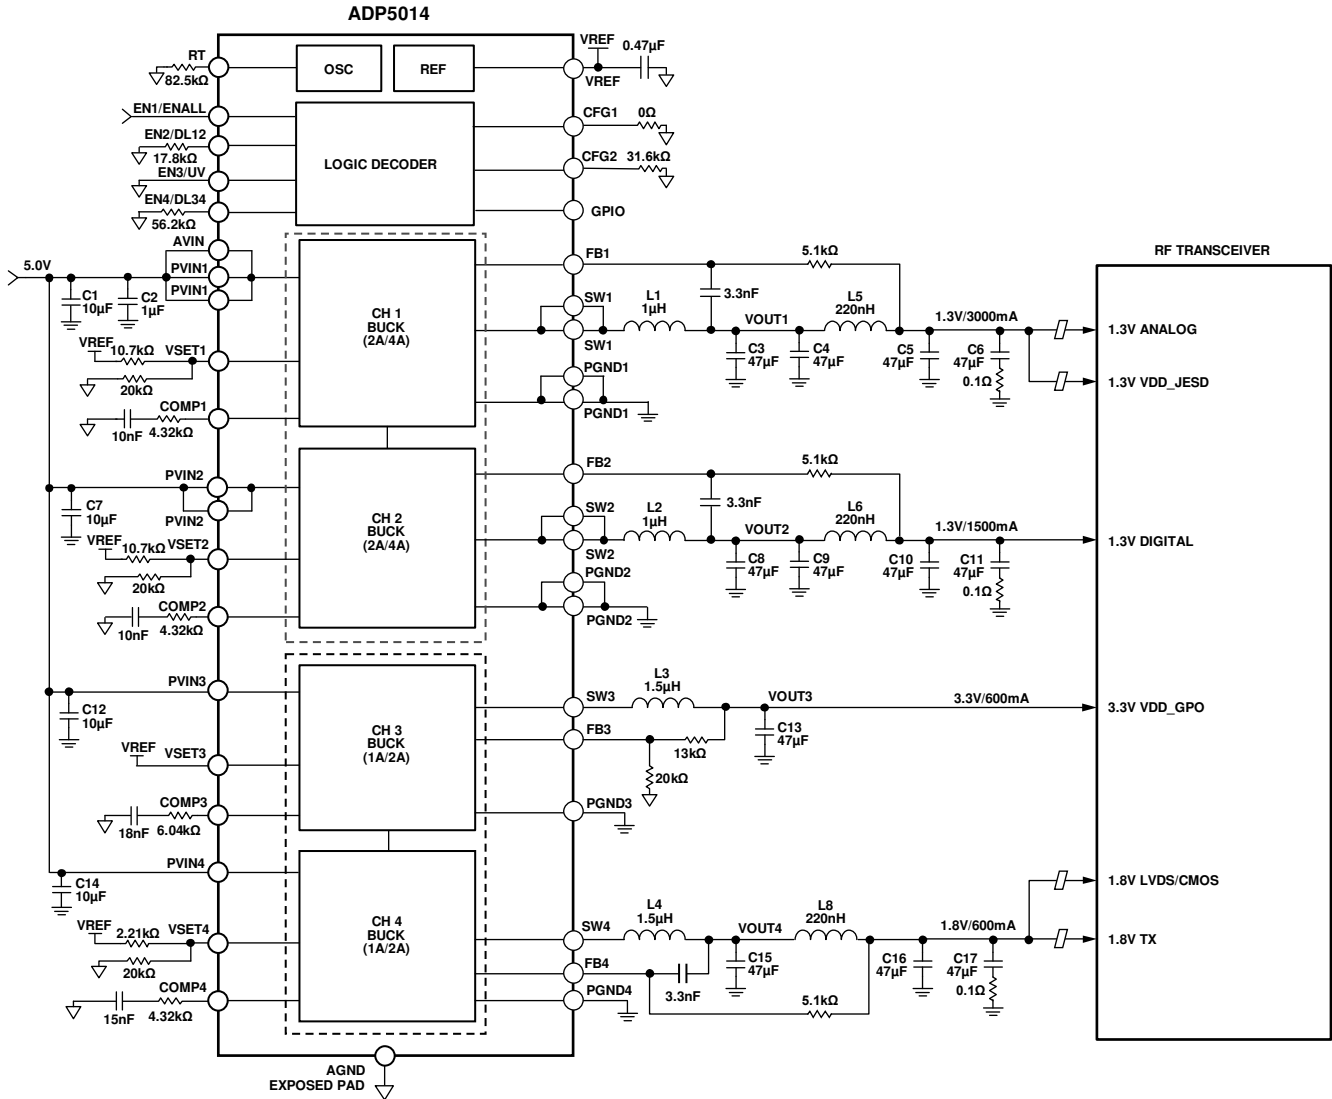 ADP5014
RT
82.5kΩ
OSC
REF
VREF
0.47µF
VREF
EN1/ENALL
EN2/DL12
17.8kΩ
EN3/UV
EN4/DL34
56.2kΩ
LOGIC DECODER
CFG1
0Ω
CFG2
31.6kΩ
GPIO
5.0V
AVIN
PVIN1
PVIN1
C1
10µF
C2
1µF
VREF
10.7kΩ
VSET1
20kΩ
COMP1
10nF
4.32kΩ
CH 1
BUCK
(2A/4A)
FB1
5.1kΩ
3.3nF
SW1
SW1
L1
1µH
VOUT1
L5
220nH
C3
47µF
C4
47µF
C5
47µF
C6
47µF
0.1Ω
1.3V/3000mA
PGND1
PGND1
RF TRANSCEIVER
1.3V ANALOG
1.3V VDD_JESD
PVIN2
PVIN2
C7
10µF
VREF
10.7kΩ
VSET2
20kΩ
COMP2
10nF
4.32kΩ
CH 2
BUCK
(2A/4A)
FB2
5.1kΩ
3.3nF
SW2
SW2
L2
1µH
VOUT2
L6
220nH
C8
47µF
C9
47µF
C10
47µF
C11
47µF
0.1Ω
1.3V/1500mA
1.3V DIGITAL
PGND2
PGND2
PVIN3
C12
10µF
VREF
VSET3
COMP3
18nF
6.04kΩ
CH 3
BUCK
(1A/2A)
SW3
L3
1.5µH
VOUT3
3.3V/600mA
3.3V VDD_GPO
FB3
13kΩ
20kΩ
C13
47µF
PGND3
PVIN4
C14
10µF
VREF
2.21kΩ
VSET4
20kΩ
COMP4
15nF
4.32kΩ
CH 4
BUCK
(1A/2A)
SW4
L4
1.5µH
VOUT4
L8
220nH
1.8V/600mA
1.8V LVDS/CMOS
1.8V TX
FB4
3.3nF
C15
47µF
C16
47µF
C17
47µF
0.1Ω
PGND4
5.1kΩ
AGND
EXPOSED PAD